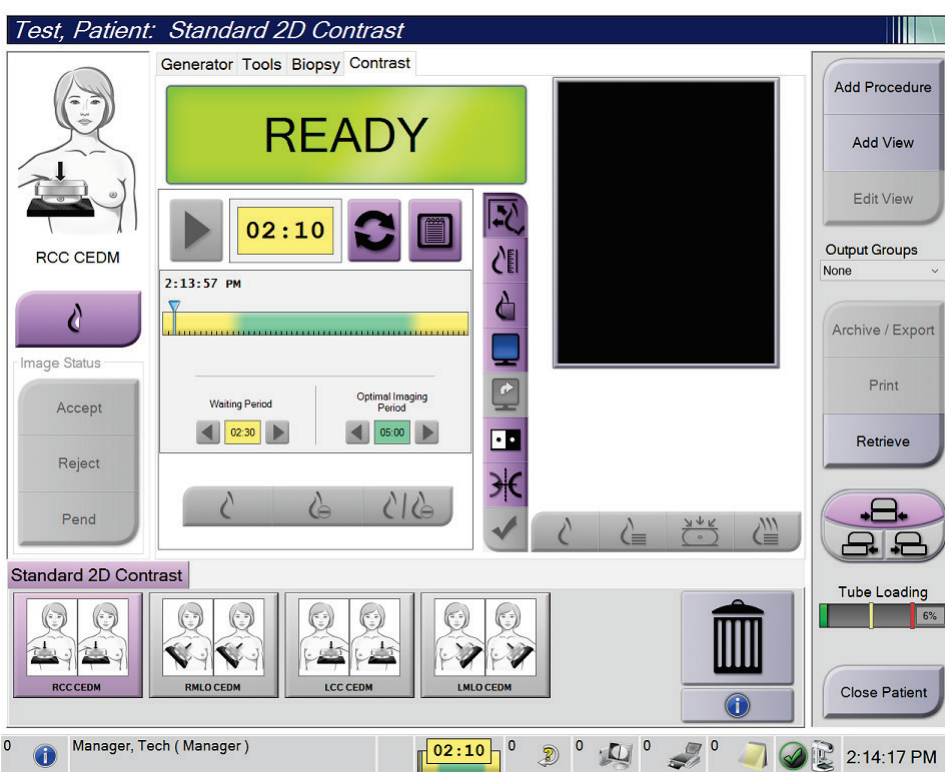 Test, Patient: Standard 2D Contrast
Generator Tools Biopsy Contrast
READY
RCC CEDM
02:10
2:13:57 PM
Waiting Period
02:30
Optimal Imaging
Period
05:00
Image Status
Accept
Reject
Pend
Add Procedure
Add View
Edit View
Output Groups
None
Archive / Export
Print
Retrieve
Tube Loading
6%
Close Patient
Standard 2D Contrast
RCC CEDM
RMLO CEDM
LCC CEDM
LMLO CEDM
0 Manager, Tech ( Manager ) 02:10 0 0 0 0 2:14:17 PM